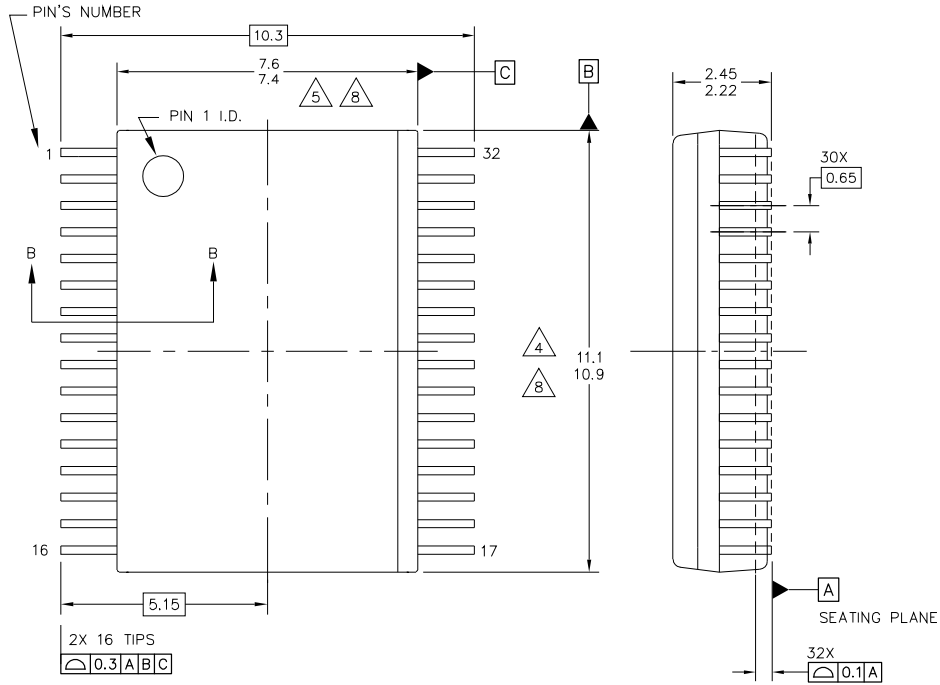 PIN'S NUMBER
10.3
7.6
7.4
5
8
C
B
2.45
2.22
PIN 1 I.D.
1
32
30X
0.65
B
B
4
8
11.1
10.9
16
17
5.15
A
SEATING PLANE
2X 16 TIPS
⌓ 0.3 A B C
32X
⌓ 0.1 A